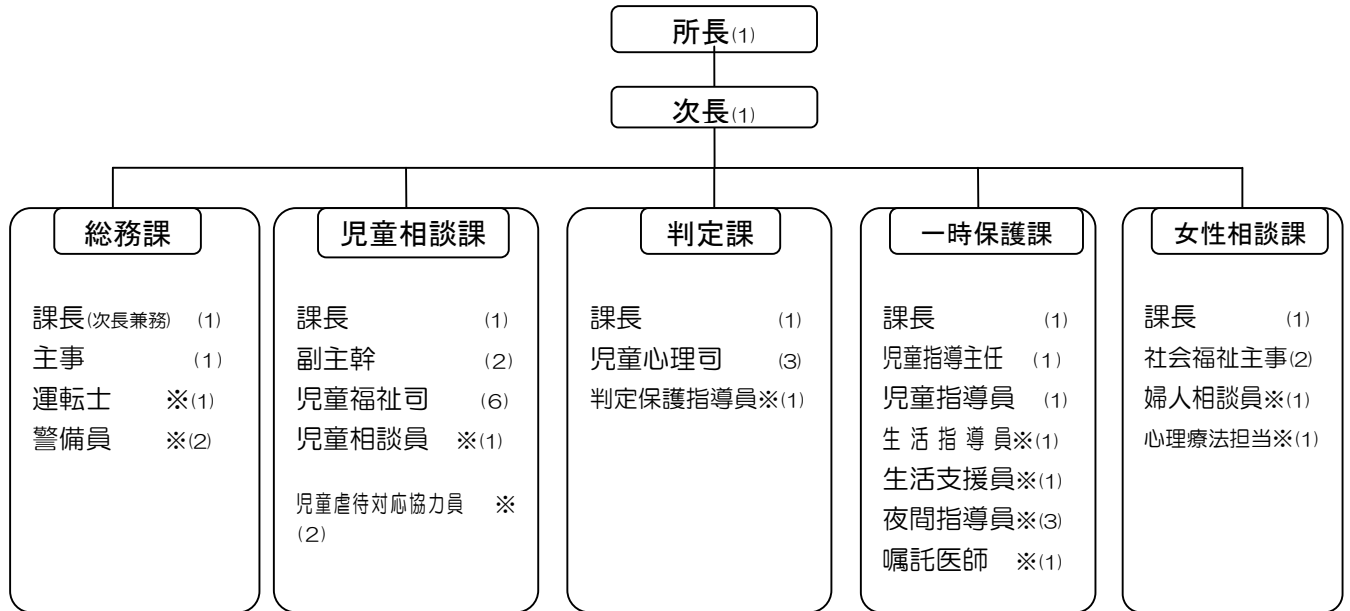 所長(1)
次長(1)
総務課
課長(次長兼務) (1)
主事 (1)
運転士 ※(1)
警備員 ※(2)
児童相談課
課長 (1)
副主幹 (2)
児童福祉司 (6)
児童相談員 ※(1)
児童虐待対応協力員 ※
(2)
判定課
課長 (1)
児童心理司 (3)
判定保護指導員※(1)
一時保護課
課長 (1)
児童指導主任 (1)
児童指導員 (1)
生 活 指 導 員※(1)
生活支援員※(1)
夜間指導員※(3)
嘱託医師 ※(1)
女性相談課
課長 (1)
社会福祉主事(2)
婦人相談員※(1)
心理療法担当※(1)